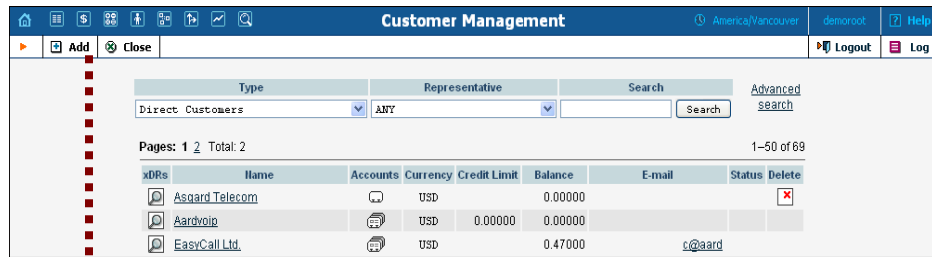 Customer Management
America/Vancouver
demoroot
? Help
Add
Close
Logout
Log
Type
Representative
Search
Advanced search
Direct Customers
ANY
Search
Pages: 1 2 Total: 2
1–50 of 69
xDRs Name Accounts Currency Credit Limit Balance E-mail Status Delete
Asgard Telecom USD 0.00000
Aardvoip USD 0.00000 0.00000
EasyCall Ltd. USD 0.47000 c@aard